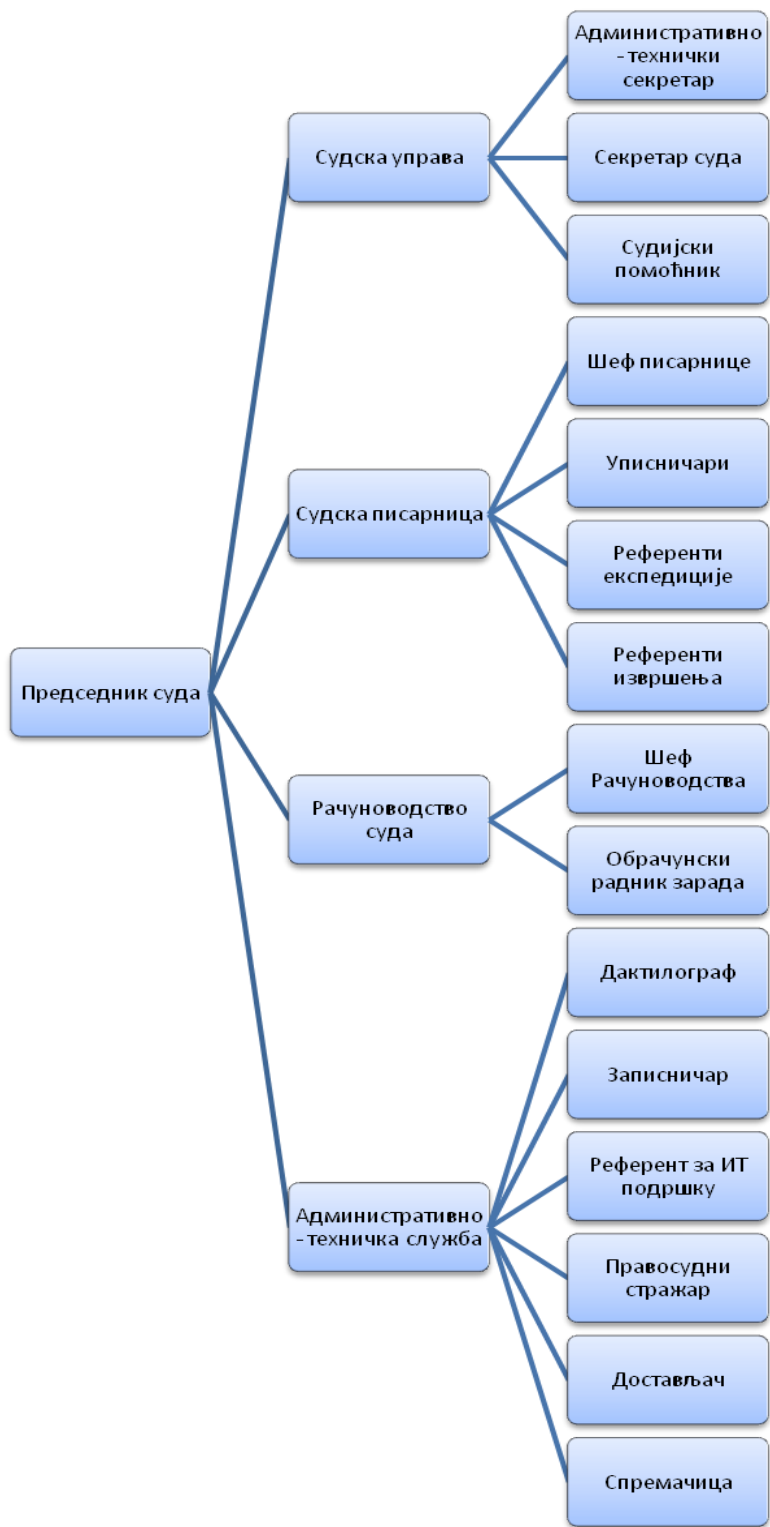 Административно
- технички
секретар
Судска управа
Секретар суда
Судијски
помоћник
Шеф писарнице
Уписничари
Судска писарница
Референти
експедиције
Референти
извршења
Председник суда
Шеф
Рачуноводства
Рачуноводство
суда
Обрачунски
радник зарада
Дактилограф
Записничар
Референт за ИТ
подршку
Административно
- техничка служба
Правосудни
стражар
Достављач
Спремачица